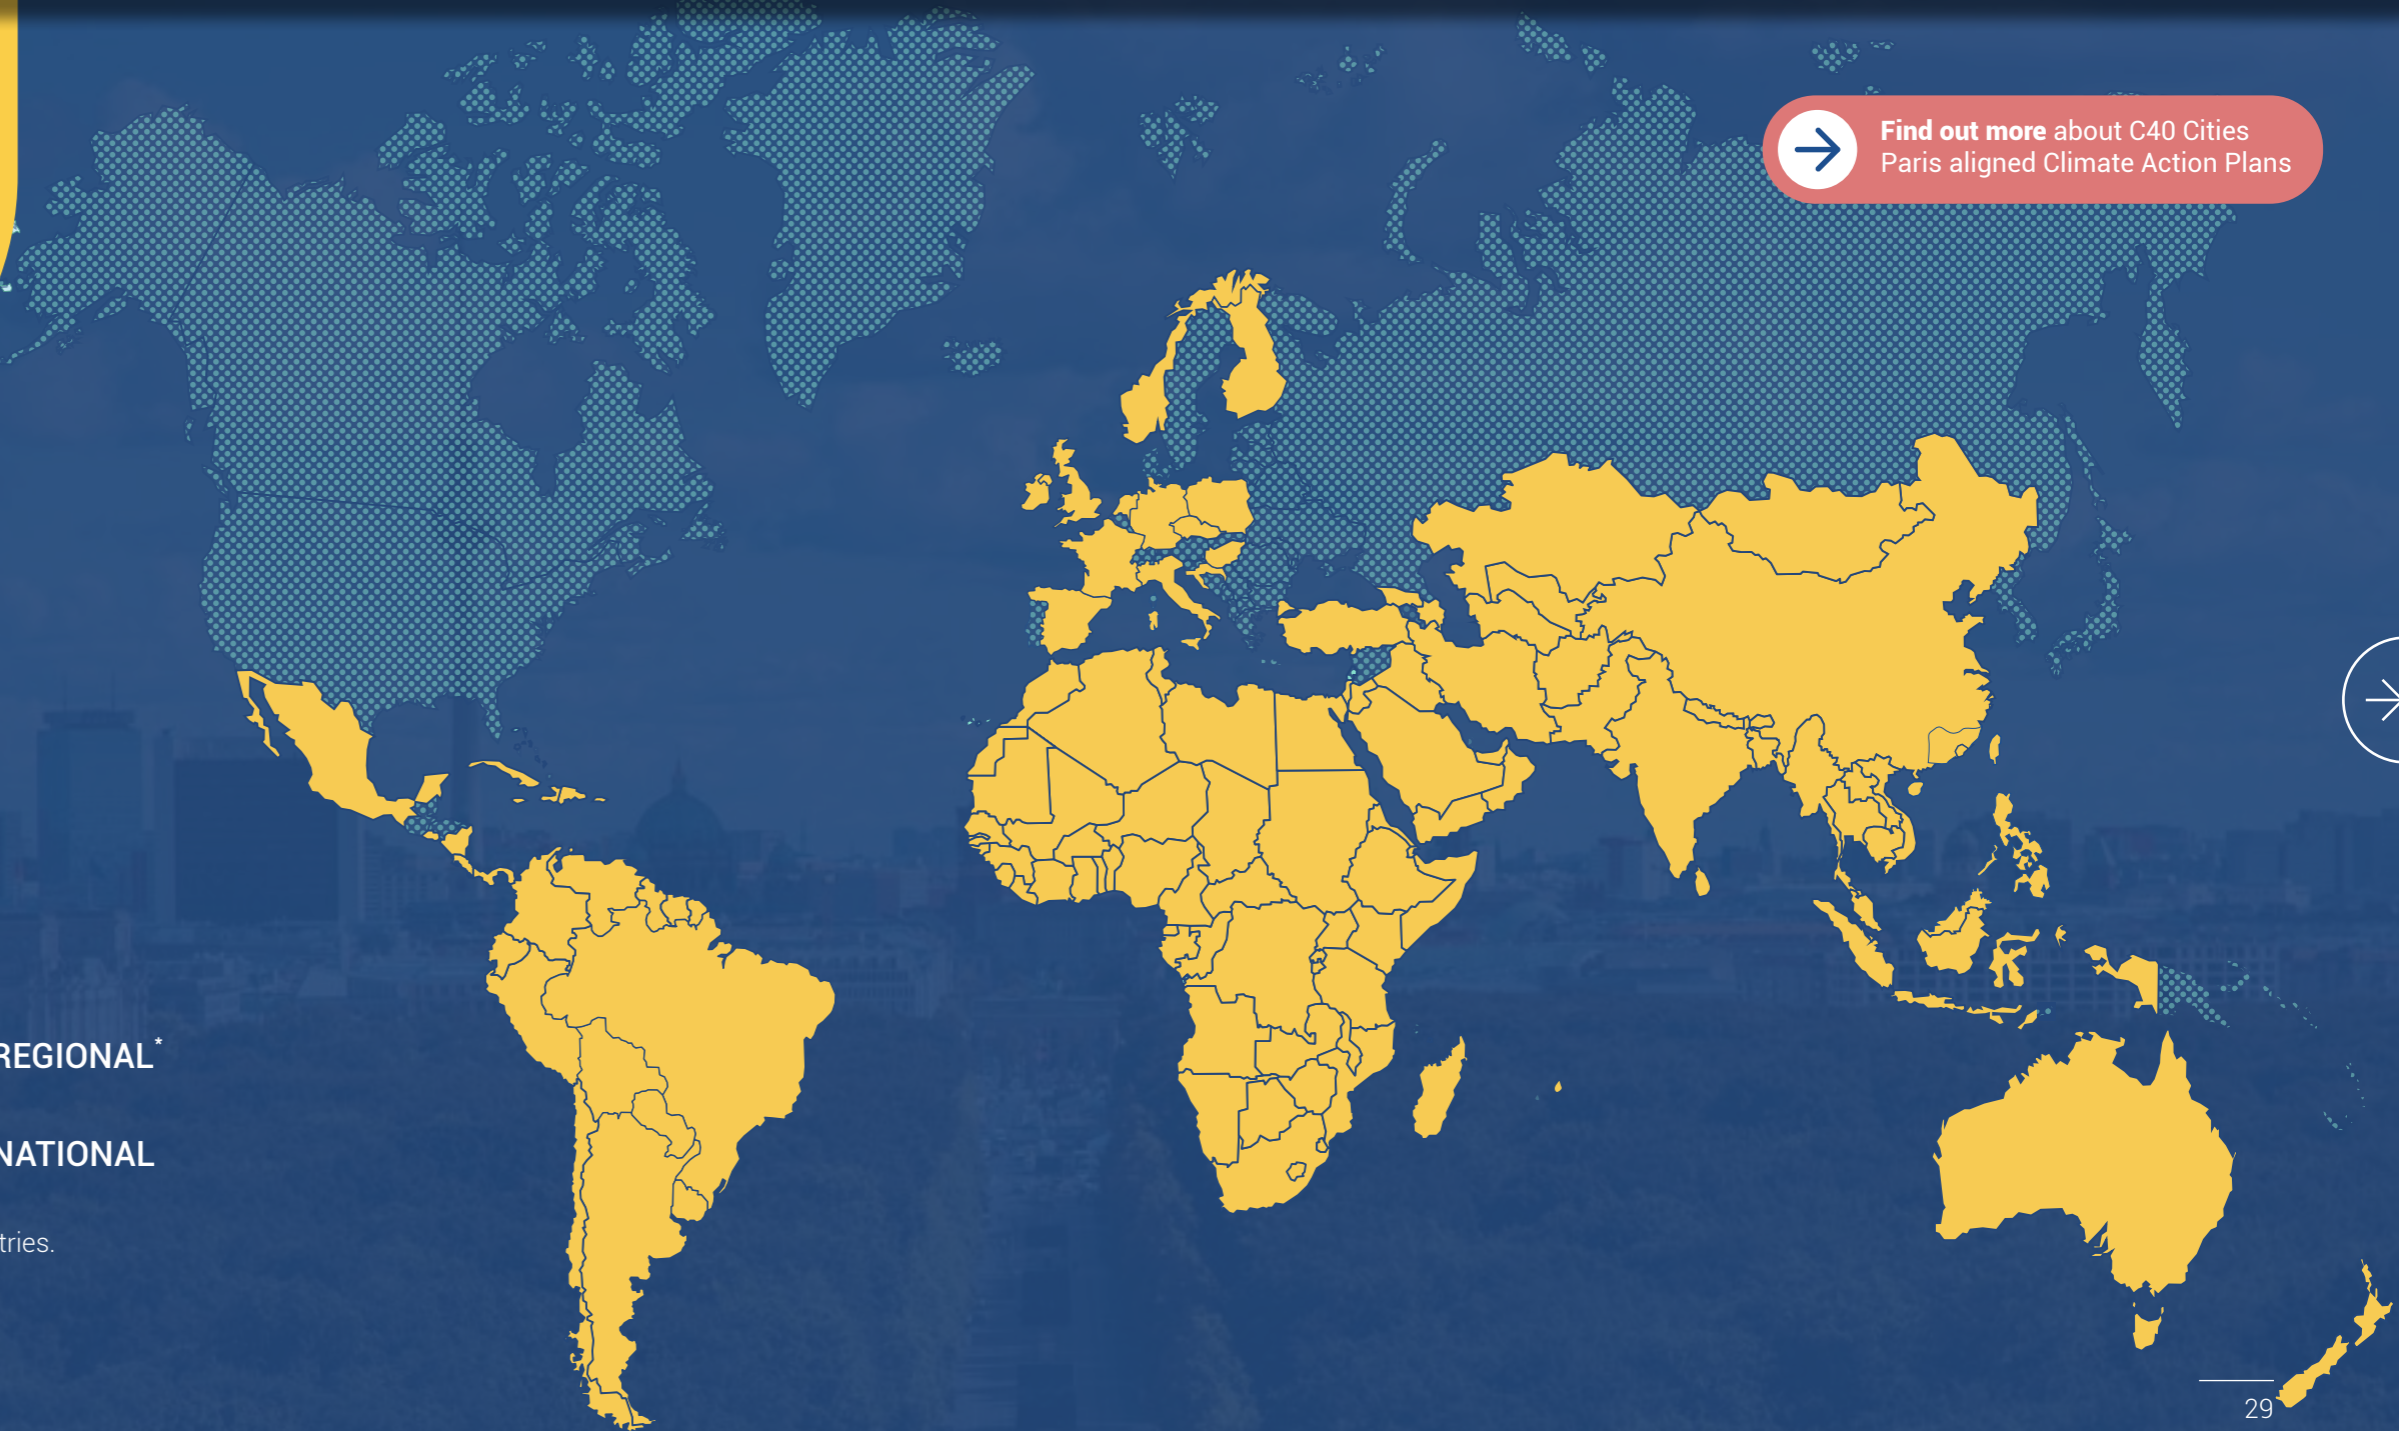 Find out more about C40 Cities
Paris aligned Climate Action Plans
REGIONAL*
NATIONAL
tries.
29